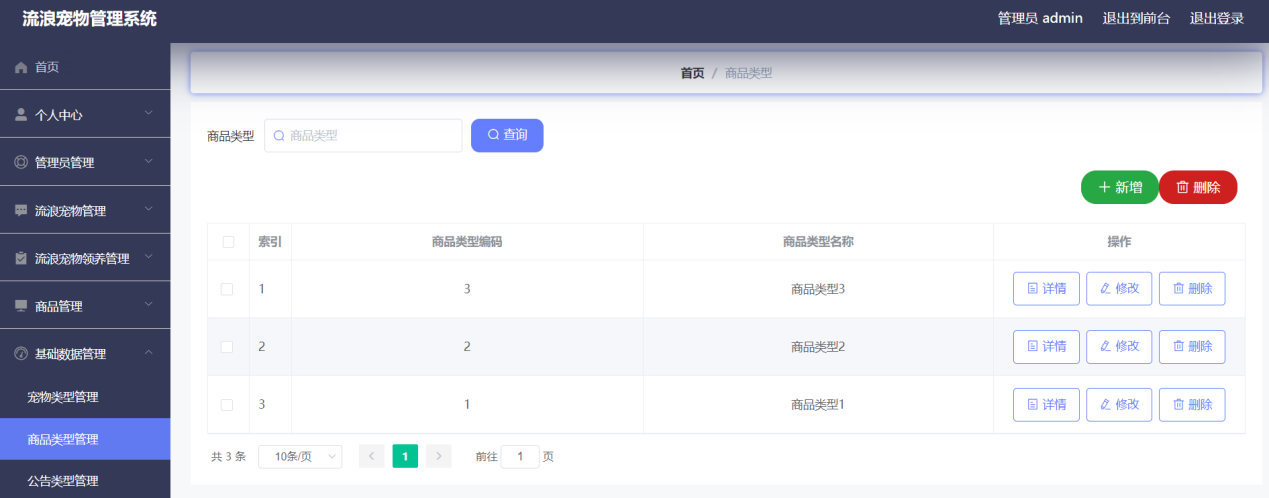 流浪宠物管理系统
管理员 admin 退出到前台 退出登录
首页
个人中心
管理员管理
流浪宠物管理
流浪宠物领养管理
商品管理
基础数据管理
宠物类型管理
商品类型管理
公告类型管理
首页 / 商品类型
商品类型 商品类型 查询
新增 删除
索引 商品类型编码 商品类型名称 操作
1 3 商品类型3 详情 修改 删除
2 2 商品类型2 详情 修改 删除
3 1 商品类型1 详情 修改 删除
共 3 条 10条/页 1 前往 1 页